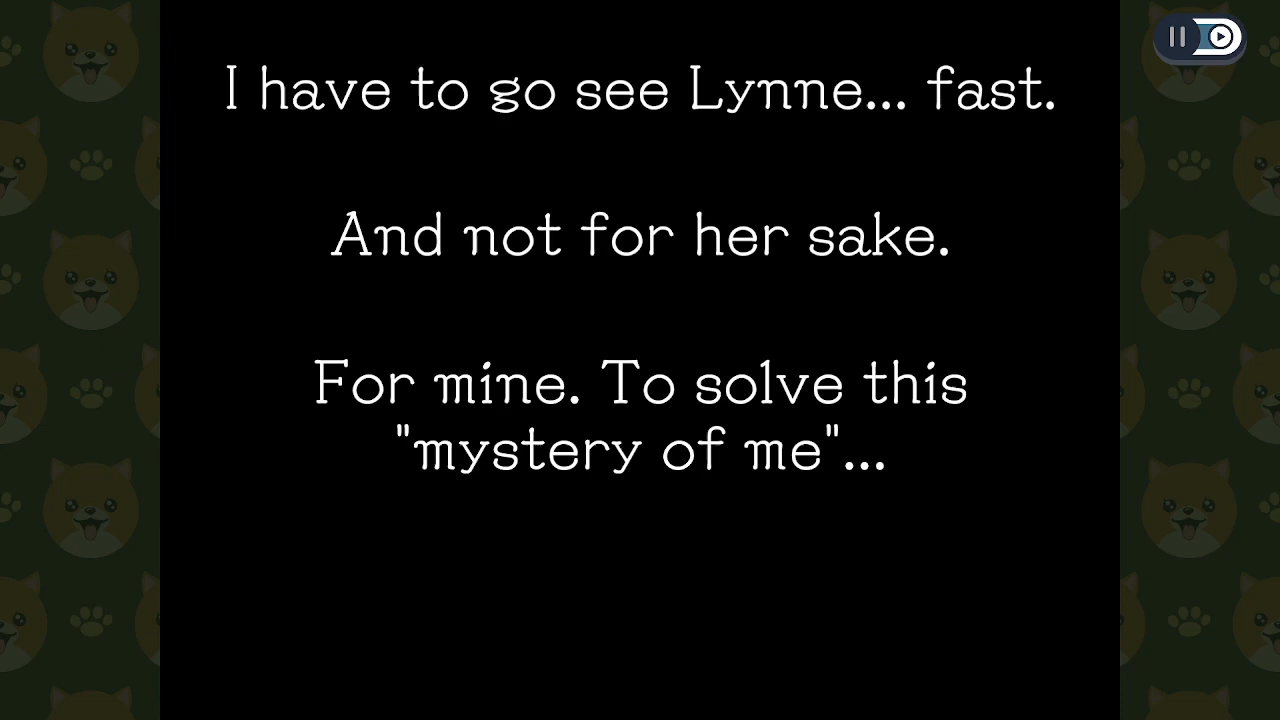 I have to go see Lynne... fast.
And not for her sake.
For mine. To solve this
"mystery of me"...